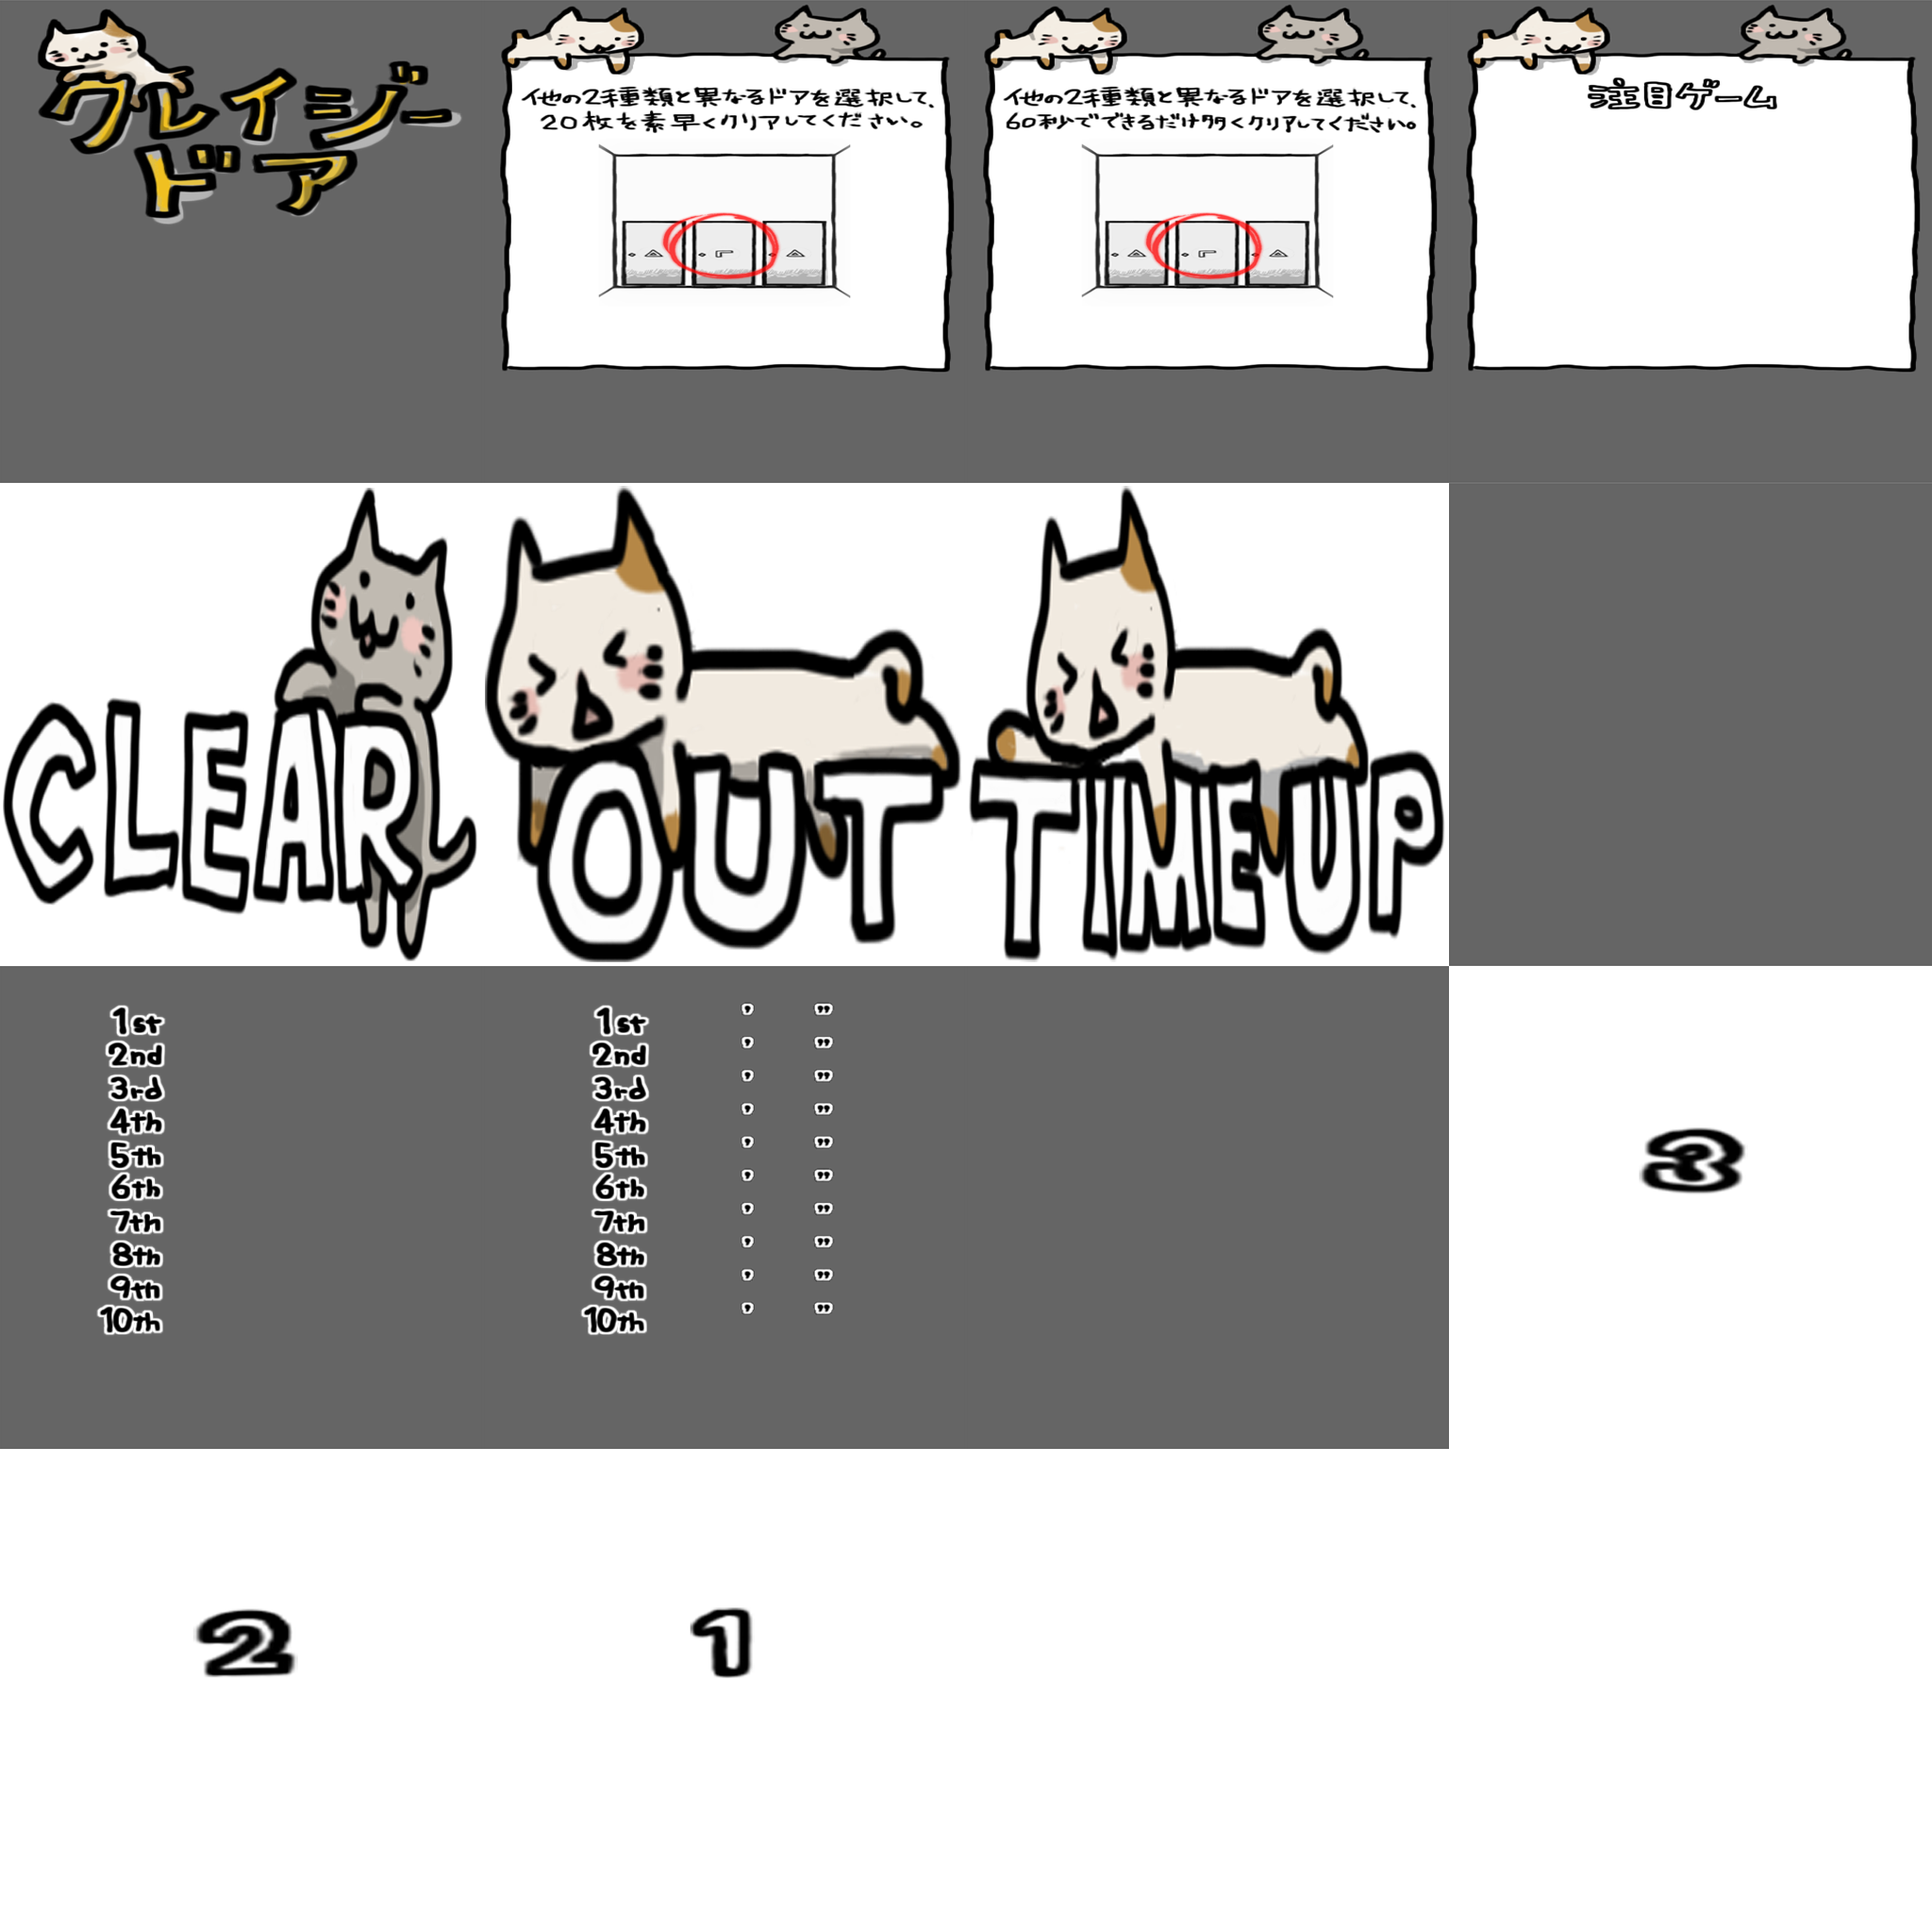 クレイジー
ドア
他の2種類と異なるドアを選択して、
20枚を素早くクリアしてください。
他の2種類と異なるドアを選択して、
60秒でできるだけ多くクリアしてください。
注目ゲーム
CLEAR
OUT
TIMEUP
1st
2nd
3rd
4th
5th
6th
7th
8th
9th
10th
1st ' "
2nd ' "
3rd ' "
4th ' "
5th ' "
6th ' "
7th ' "
8th ' "
9th ' "
10th ' "
3
2
1